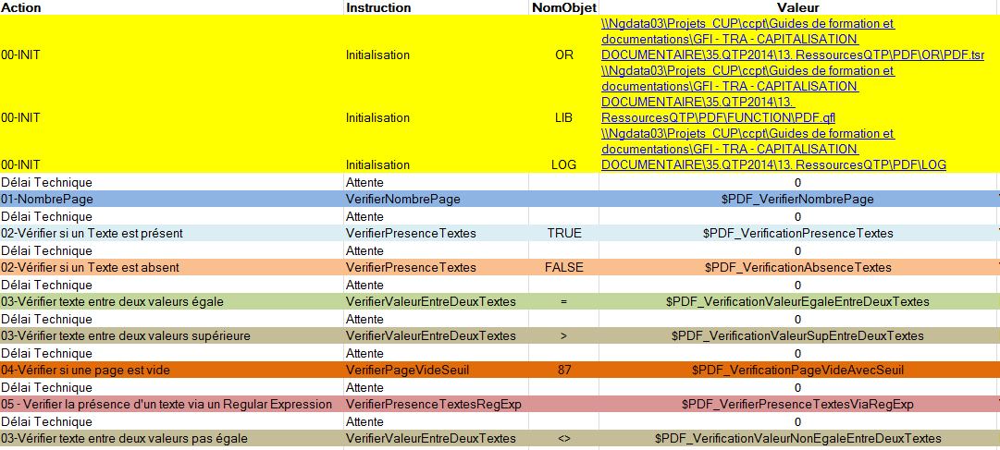 Action Instruction NomObjet Valeur
\\Ngdata03\Projets_CUP\ccpt\Guides de formation et
documentations\GFI - TRA - CAPITALISATION
00-INIT Initialisation OR DOCUMENTAIRE\35.QTP2014\13. RessourcesQTP\PDF\OR\PDF.tsr
\\Ngdata03\Projets_CUP\ccpt\Guides de formation et
documentations\GFI - TRA - CAPITALISATION
DOCUMENTAIRE\35.QTP2014\13.
00-INIT Initialisation LIB RessourcesQTP\PDF\FUNCTION\PDF.qfl
\\Ngdata03\Projets_CUP\ccpt\Guides de formation et
documentations\GFI - TRA - CAPITALISATION
00-INIT Initialisation LOG DOCUMENTAIRE\35.QTP2014\13. RessourcesQTP\PDF\LOG
Délai Technique Attente 0
01-NombrePage VerifierNombrePage $PDF_VerifierNombrePage
Délai Technique Attente 0
02-Vérifier si un Texte est présent VerifierPresenceTextes TRUE $PDF_VerificationPresenceTextes
Délai Technique Attente 0
02-Vérifier si un Texte est absent VerifierPresenceTextes FALSE $PDF_VerificationAbsenceTextes
Délai Technique Attente 0
03-Vérifier texte entre deux valeurs égale VerifierValeurEntreDeuxTextes = $PDF_VerificationValeurEgaleEntreDeuxTextes
Délai Technique Attente 0
03-Vérifier texte entre deux valeurs supérieure VerifierValeurEntreDeuxTextes > $PDF_VerificationValeurSupEntreDeuxTextes
Délai Technique Attente 0
04-Vérifier si une page est vide VerifierPageVideSeuil 87 $PDF_VerificationPageVideAvecSeuil
Délai Technique Attente 0
05 - Verifier la présence d'un texte via un Regular Expression VerifierPresenceTextesRegExp $PDF_VerifierPresenceTextesViaRegExp
Délai Technique Attente 0
03-Vérifier texte entre deux valeurs pas égale VerifierValeurEntreDeuxTextes <> $PDF_VerificationValeurNonEgaleEntreDeuxTextes